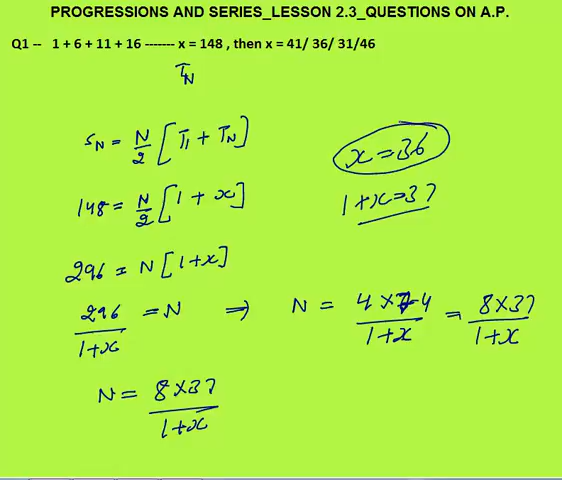 PROGRESSIONS AND SERIES_LESSON 2.3_QUESTIONS ON A.P.
Q1 -- 1 + 6 + 11 + 16 ------- x = 148 , then x = 41/ 36/ 31/46
T_N
S_N = N/2 [T_1 + T_N]
x = 36
148 = N/2 [1 + x]
1 + x = 37
296 = N [1+x]
296/(1+x) = N ⇒ N = (4 × 74)/(1+x) = (8×37)/(1+x)
N = (8×37)/(1+x)